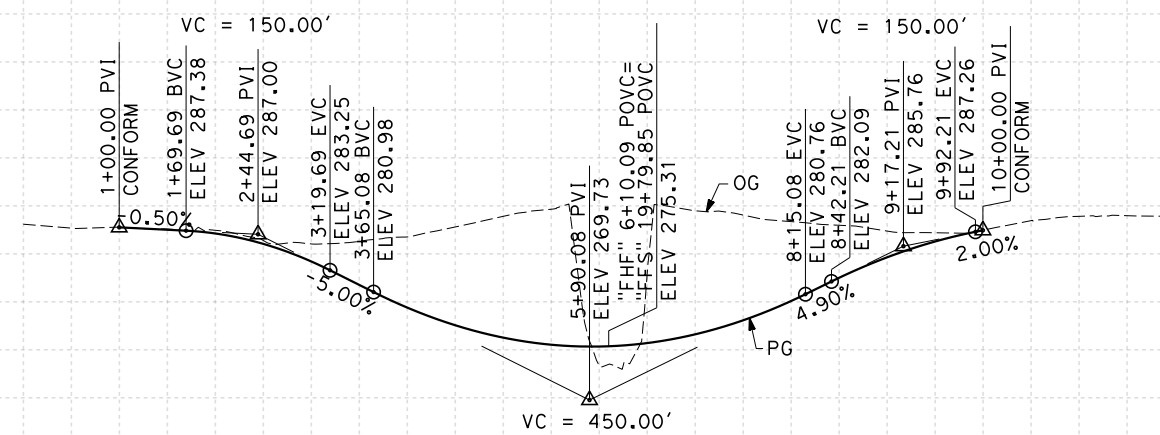 VC = 150.00'
VC = 150.00'
1+00.00 PVI
CONFORM
1+69.69 BVC
ELEV 287.38
2+44.69 PVI
ELEV 287.00
3+19.69 EVC
ELEV 283.25
3+65.08 BVC
ELEV 280.98
5+90.08 PVI
ELEV 269.73
"FHF" 6+10.09 POVC=
"FFS" 19+79.85 POVC
ELEV 275.31
OG
8+15.08 EVC
ELEV 280.76
8+42.21 BVC
ELEV 282.09
9+17.21 PVI
ELEV 285.76
9+92.21 EVC
ELEV 287.26
10+00.00 PVI
CONFORM
-0.50%
-5.00%
4.90%
2.00%
PG
VC = 450.00'